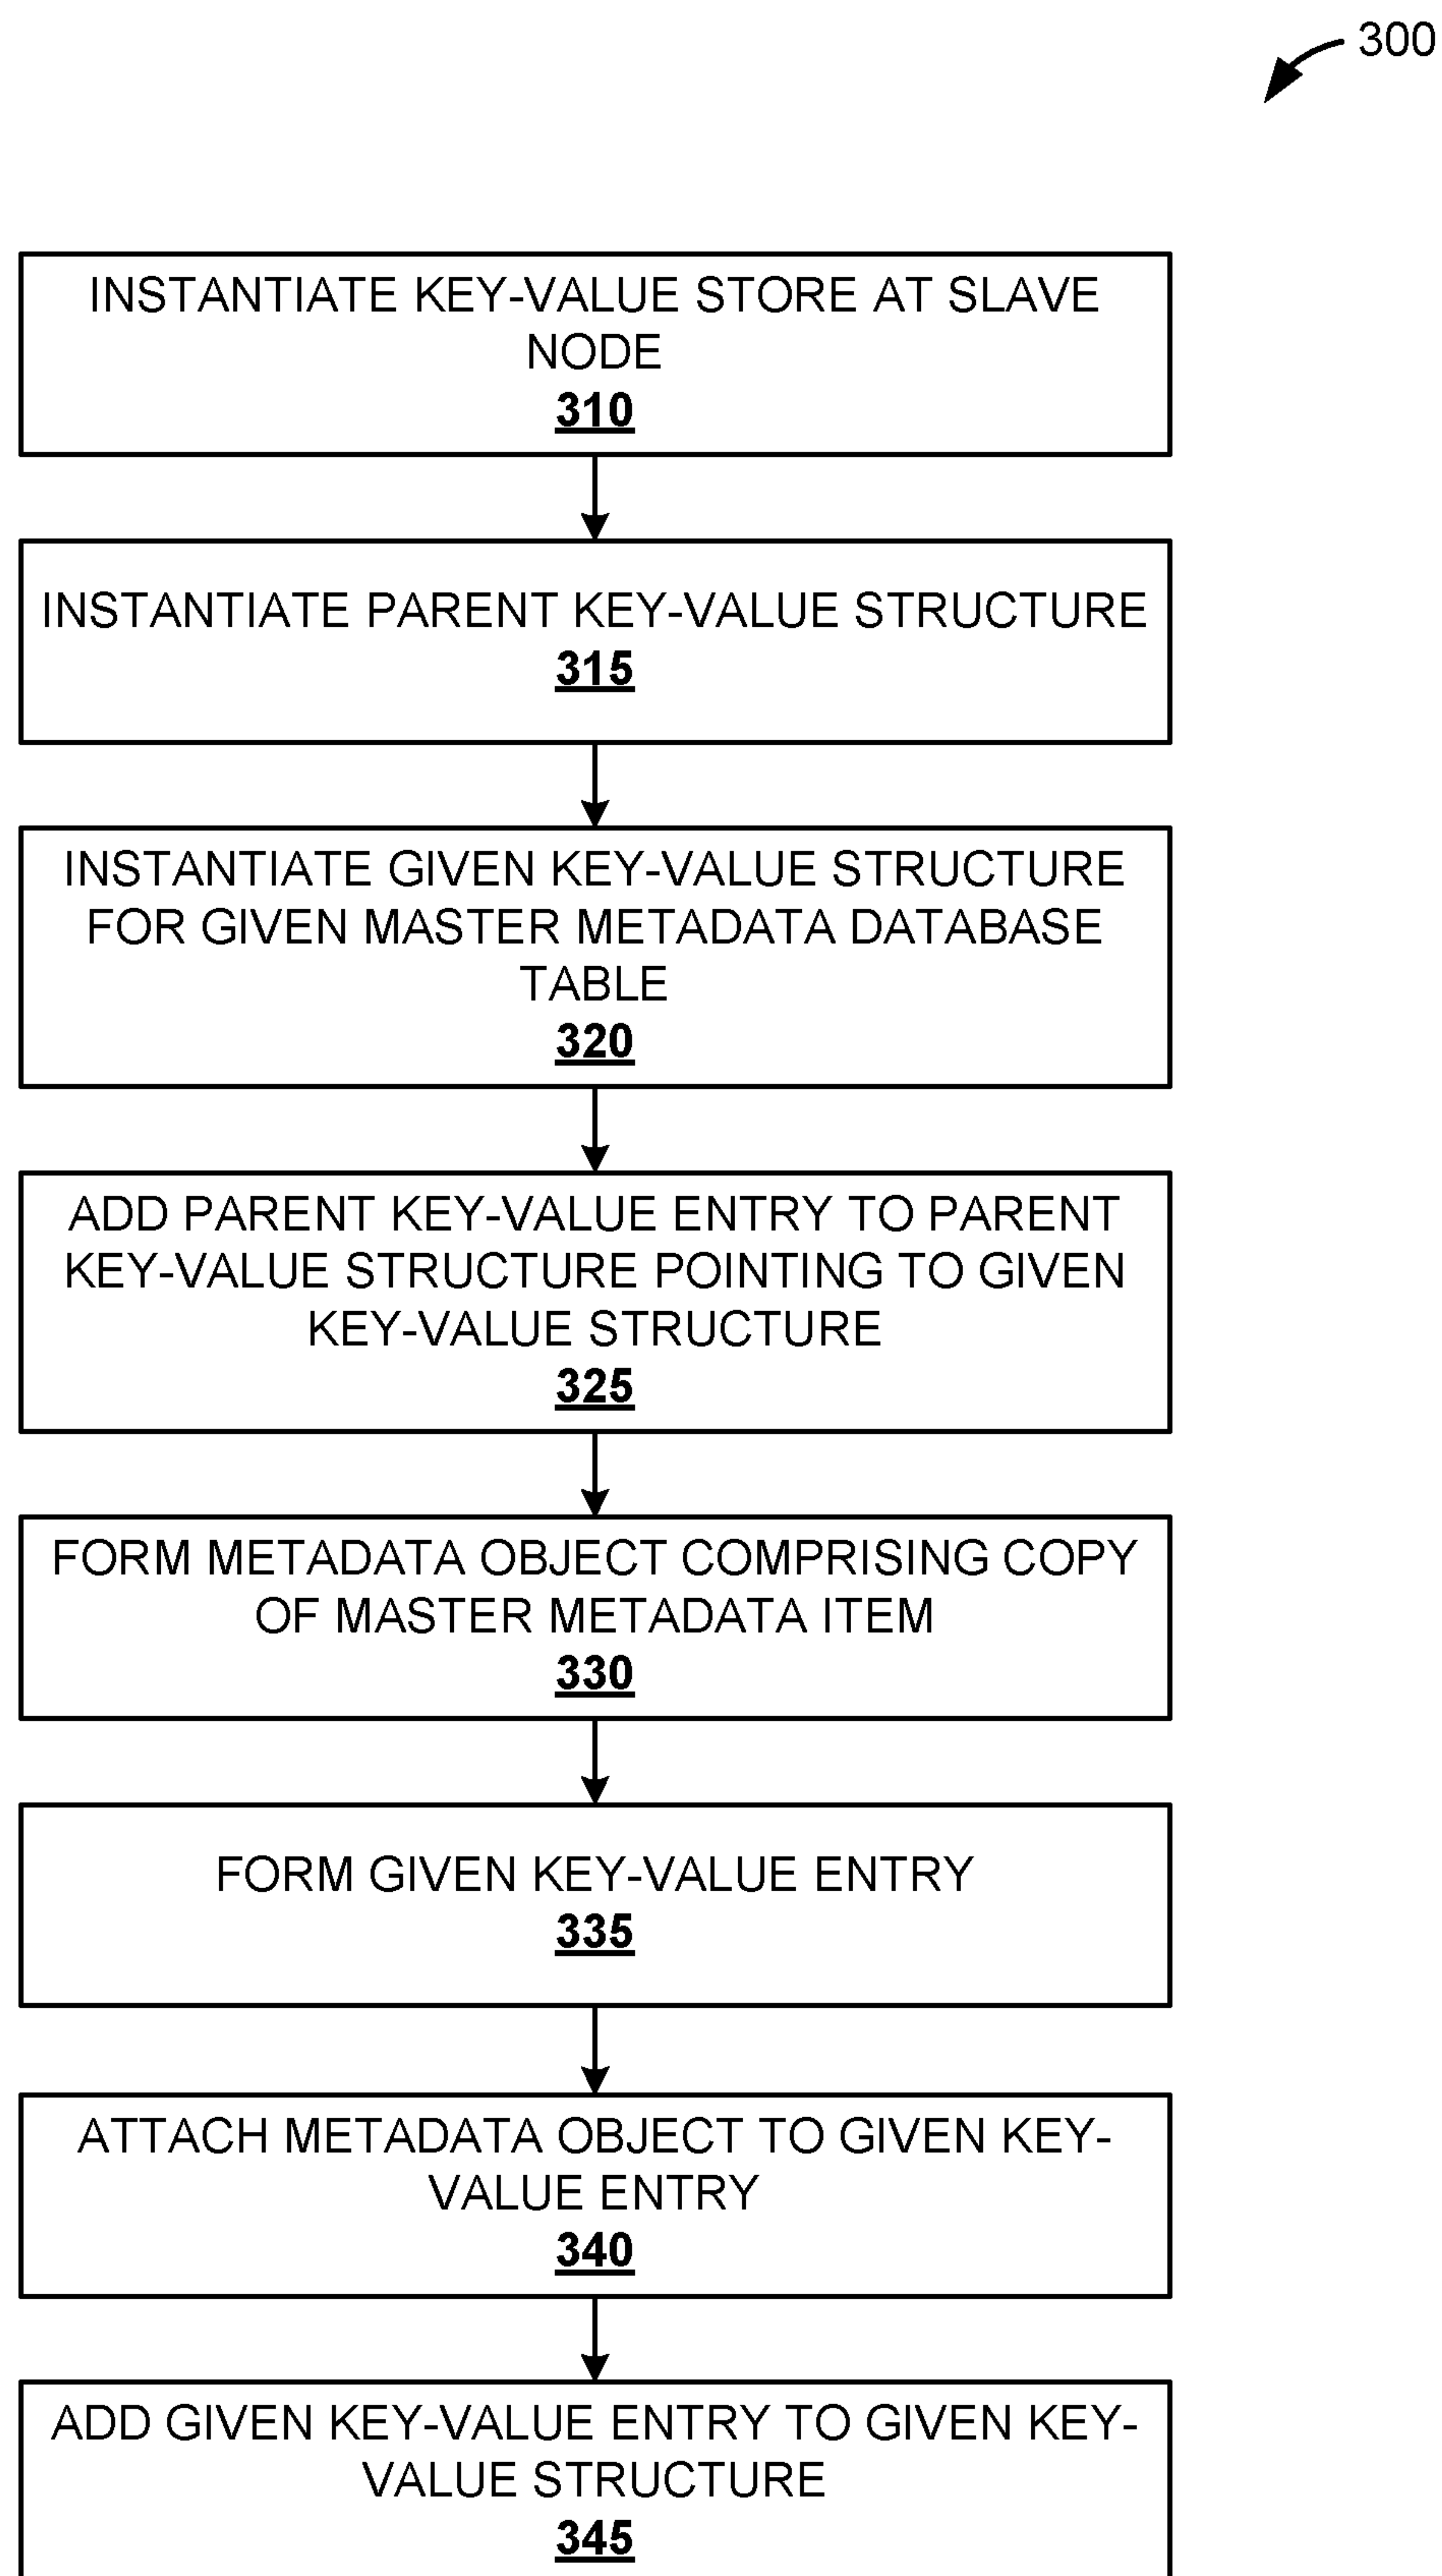 300
INSTANTIATE KEY-VALUE STORE AT SLAVE
NODE
310
INSTANTIATE PARENT KEY-VALUE STRUCTURE
315
INSTANTIATE GIVEN KEY-VALUE STRUCTURE
FOR GIVEN MASTER METADATA DATABASE
TABLE
320
ADD PARENT KEY-VALUE ENTRY TO PARENT
KEY-VALUE STRUCTURE POINTING TO GIVEN
KEY-VALUE STRUCTURE
325
FORM METADATA OBJECT COMPRISING COPY
OF MASTER METADATA ITEM
330
FORM GIVEN KEY-VALUE ENTRY
335
ATTACH METADATA OBJECT TO GIVEN KEY-
VALUE ENTRY
340
ADD GIVEN KEY-VALUE ENTRY TO GIVEN KEY-
VALUE STRUCTURE
345